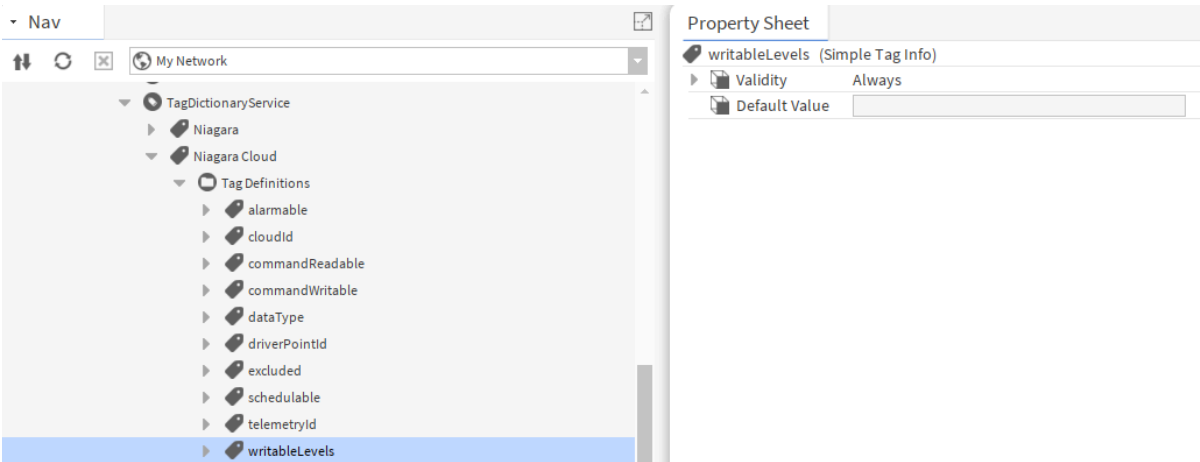 Nav
My Network
TagDictionaryService
Niagara
Niagara Cloud
Tag Definitions
alarmable
cloudId
commandReadable
commandWritable
dataType
driverPointId
excluded
schedulable
telemetryId
writableLevels
Property Sheet
writableLevels (Simple Tag Info)
Validity Always
Default Value